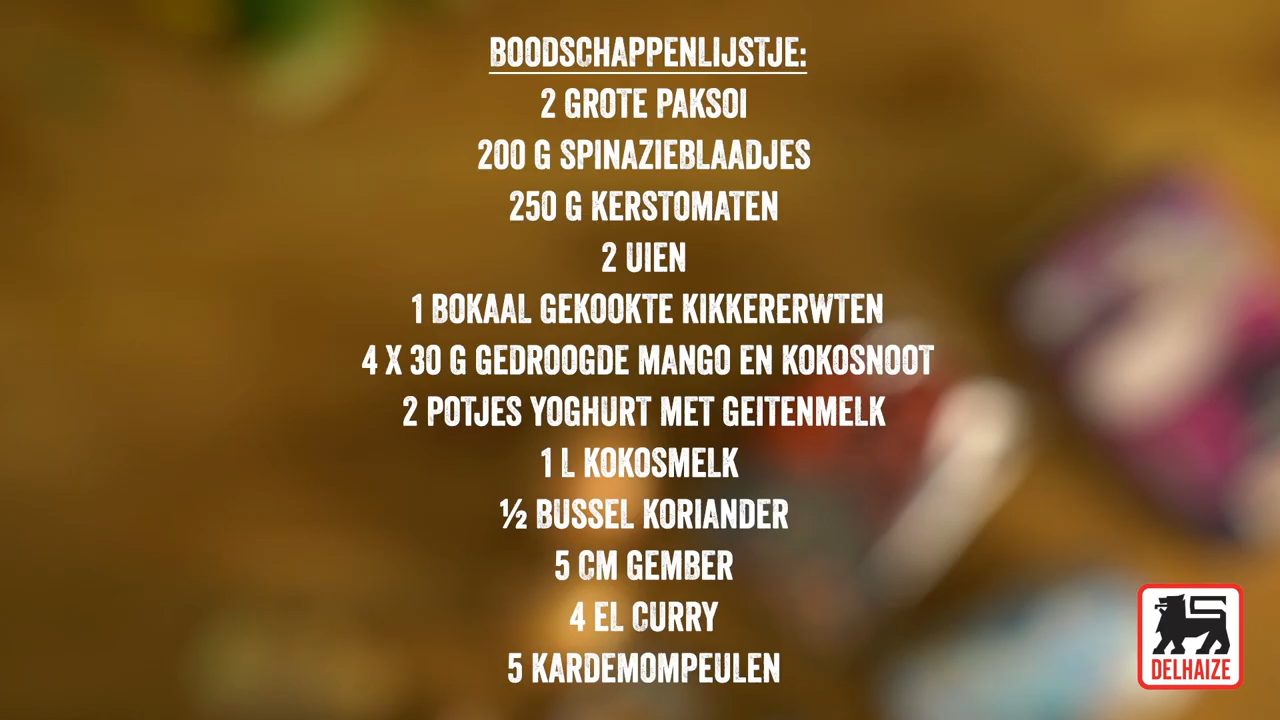 BOODSCHAPPENLIJSTJE:
2 GROTE PAKSOI
200 G SPINAZIEBLAADJES
250 G KERSTOMATEN
2 UIEN
1 BOKAAL GEKOOKTE KIKKERERWTEN
4 X 30 G GEDROOGDE MANGO EN KOKOSNOOT
2 POTJES YOGHURT MET GEITENMELK
1 L KOKOSMELK
½ BUSSEL KORIANDER
5 CM GEMBER
4 EL CURRY
5 KARDEMOMPEULEN
DELHAIZE